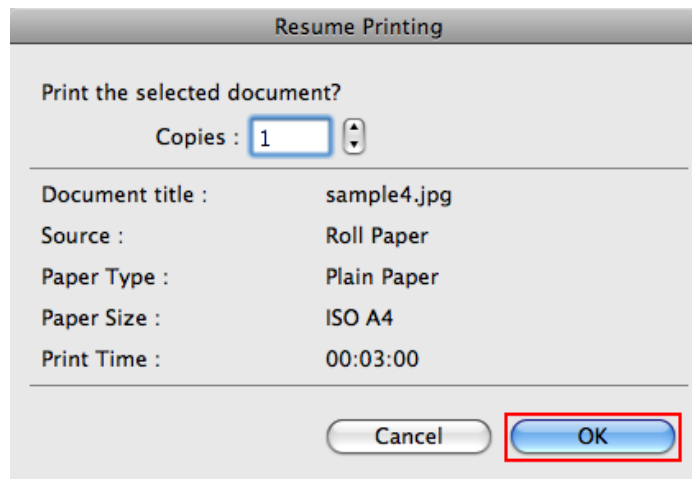 Resume Printing
Print the selected document?
Copies : 1
Document title : sample4.jpg
Source : Roll Paper
Paper Type : Plain Paper
Paper Size : ISO A4
Print Time : 00:03:00
Cancel OK